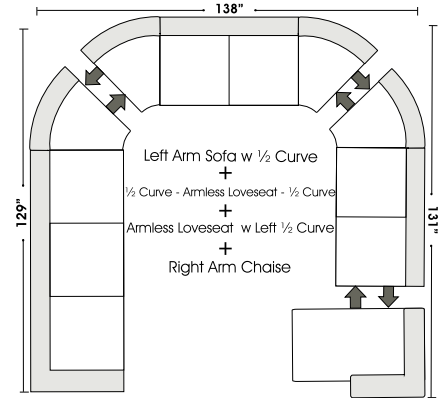 138"
Left Arm Sofa w ½ Curve
+
½ Curve - Armless Loveseat - ½ Curve
+
Armless Loveseat w Left ½ Curve
+
Right Arm Chaise
129"
131"